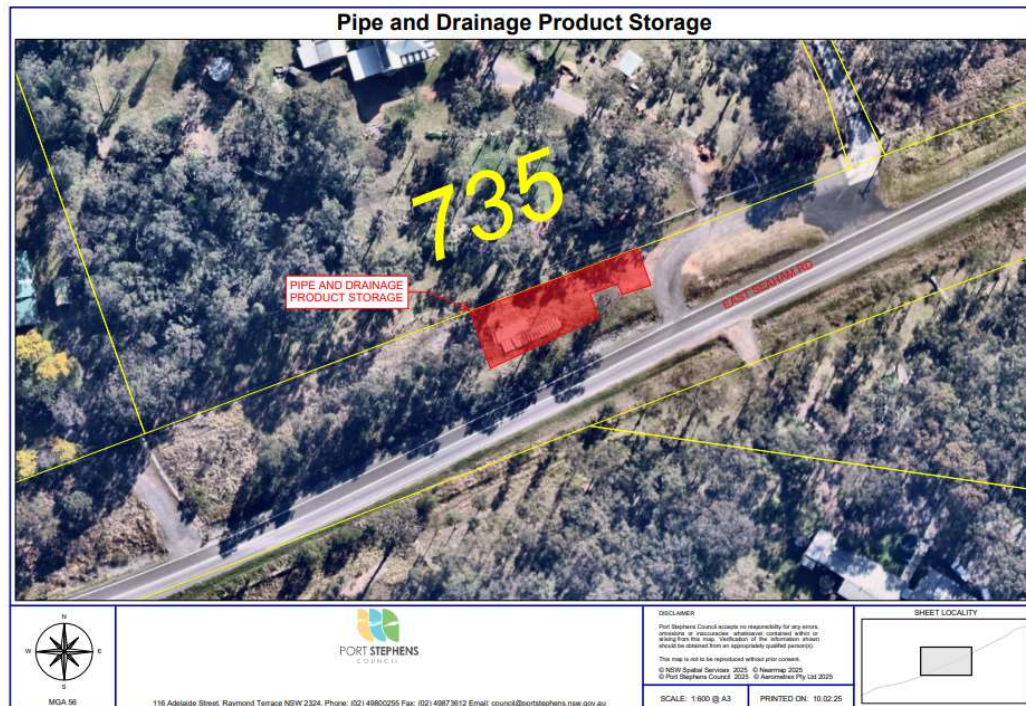 Pipe and Drainage Product Storage
735
PIPE AND DRAINAGE
PRODUCT STORAGE
EAST SEAHAM RD
N
W
E
S
MGA 56
PORT STEPHENS
COUNCIL
116 Adelaide Street, Raymond Terrace NSW 2324. Phone: (02) 49800255 Fax: (02) 49873612 Email: council@portstephens.nsw.gov.au
DISCLAIMER
Port Stephens Council accepts no responsibility for any errors,
omissions or inaccuracies whatsoever contained within or
arising from this map. Verification of the information shown
should be obtained from an appropriately qualified person(s).
This map is not to be reproduced without prior consent.
© NSW Spatial Services 2025 © Nearmap 2025
© Port Stephens Council 2025 © Aerometrex Pty Ltd 2025
SCALE: 1:600 @ A3
PRINTED ON: 10.02.25
SHEET LOCALITY